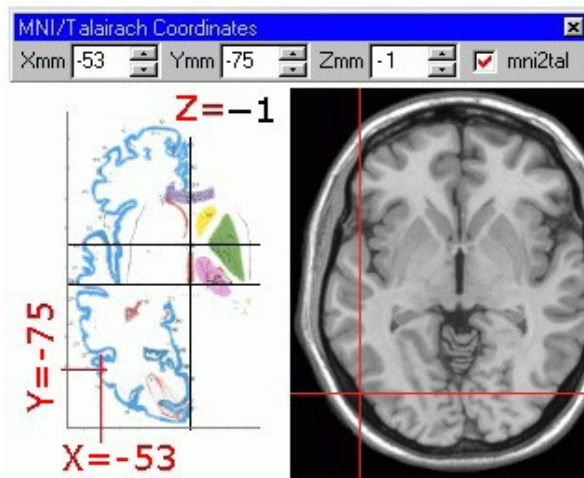 MNI/Talairach Coordinates
Xmm -53 Ymm -75 Zmm -1 mni2tal
Z=-1
Y=-75
X=-53